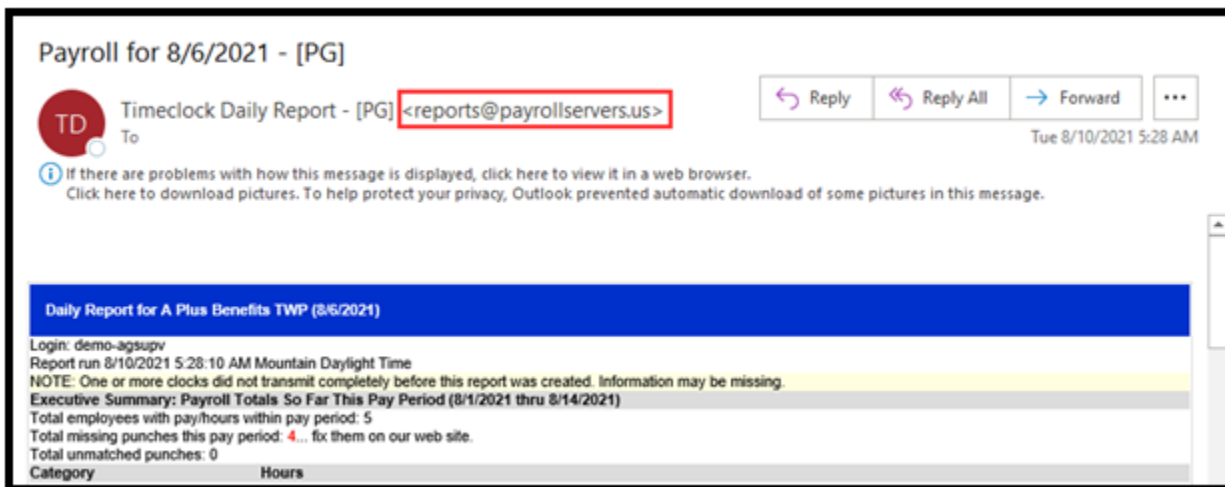 Payroll for 8/6/2021 - [PG]
TD
Timeclock Daily Report - [PG] <reports@payrollservers.us>
To
Reply
Reply All
Forward
...
Tue 8/10/2021 5:28 AM
If there are problems with how this message is displayed, click here to view it in a web browser.
Click here to download pictures. To help protect your privacy, Outlook prevented automatic download of some pictures in this message.
Daily Report for A Plus Benefits TWP (8/6/2021)
Login: demo-agsupv
Report run 8/10/2021 5:28:10 AM Mountain Daylight Time
NOTE: One or more clocks did not transmit completely before this report was created. Information may be missing.
Executive Summary: Payroll Totals So Far This Pay Period (8/1/2021 thru 8/14/2021)
Total employees with pay/hours within pay period: 5
Total missing punches this pay period: 4... fix them on our web site.
Total unmatched punches: 0
Category Hours